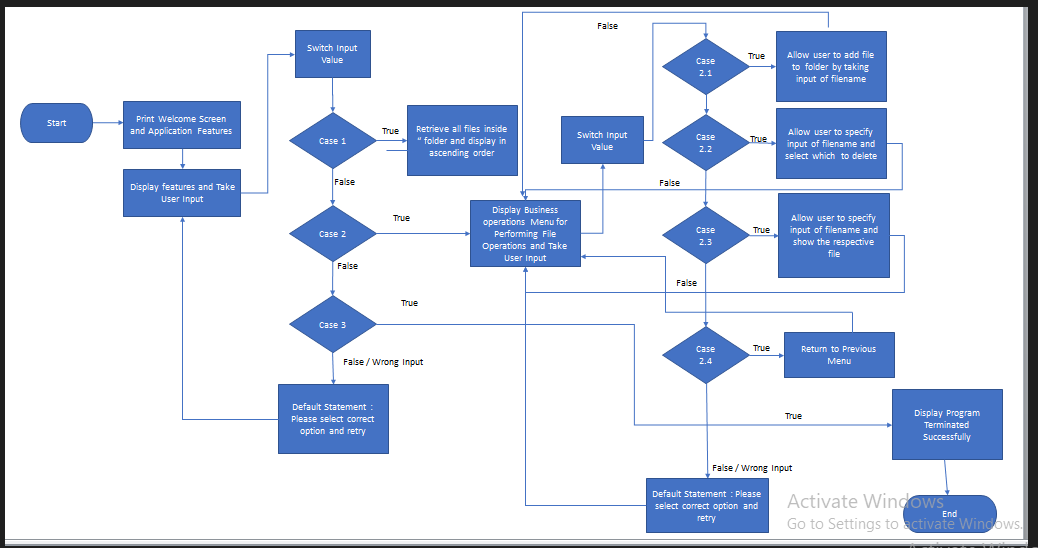 Start
Print Welcome Screen
and Application Features
Display features and Take
User Input
Switch Input
Value
Case 1
True
Retrieve all files inside
“ folder and display in
ascending order
False
Case 2
True
False
Case 3
True
False / Wrong Input
Default Statement :
Please select correct
option and retry
Display Business
operations Menu for
Performing File
Operations and Take
User Input
Switch Input
Value
False
Case
2.1
True
Allow user to add file
to folder by taking
input of filename
Case
2.2
True
Allow user to specify
input of filename and
select which to delete
False
Case
2.3
True
Allow user to specify
input of filename and
show the respective
file
False
Case
2.4
True
Return to Previous
Menu
True
Display Program
Terminated
Successfully
False / Wrong Input
Default Statement : Please
select correct option and
retry
End
Activate Windows
Go to Settings to activate Windows.